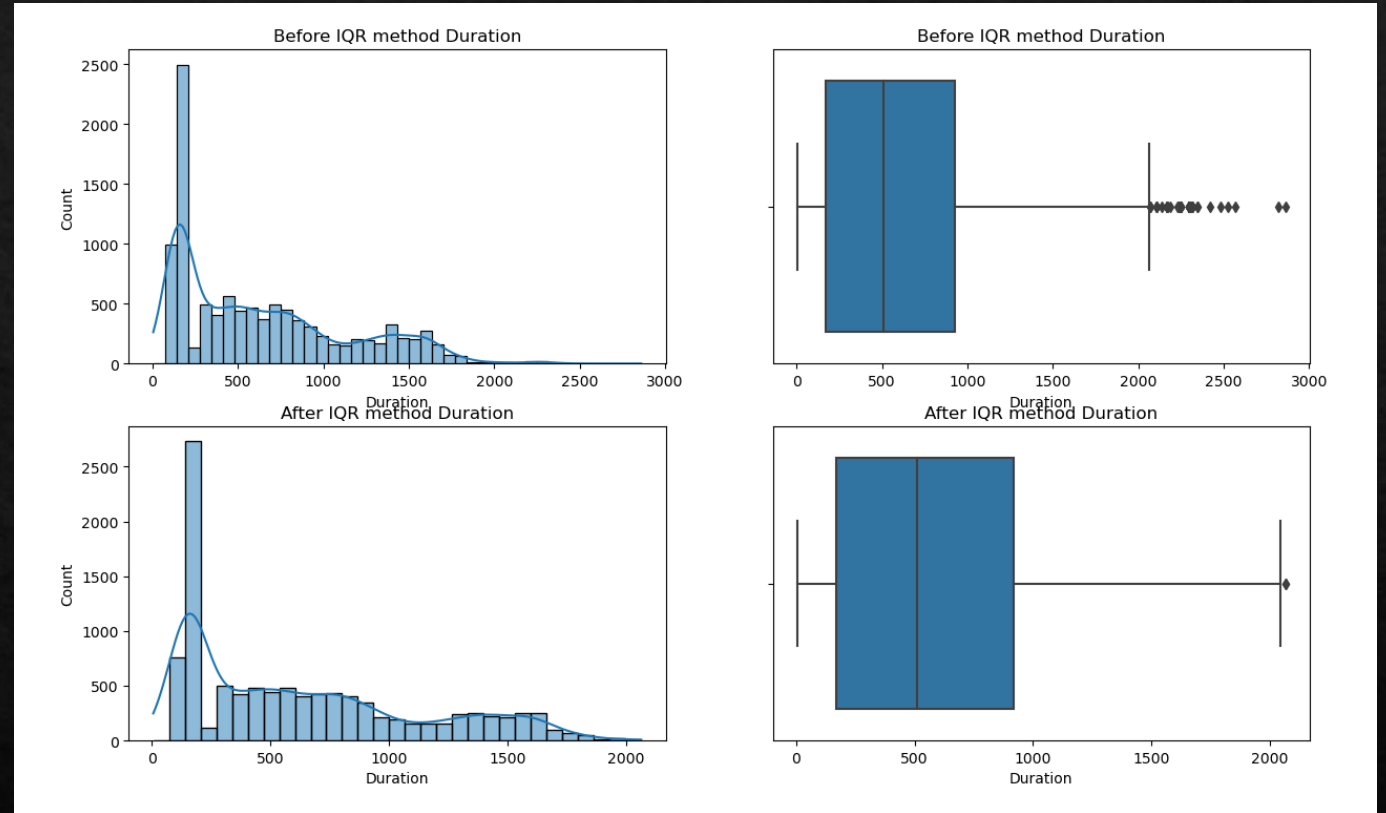 Before IQR method Duration
2500
2000
1500
1000
500
0
Count
0 500 1000 1500 2000 2500 3000
Duration
Before IQR method Duration
0 500 1000 1500 2000 2500 3000
Duration
After IQR method Duration
2500
2000
1500
1000
500
0
Count
0 500 1000 1500 2000
Duration
After IQR method Duration
0 500 1000 1500 2000
Duration